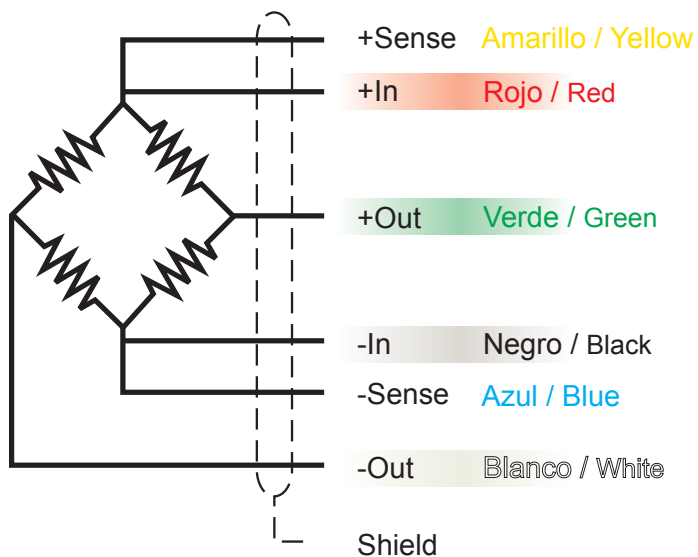 +Sense Amarillo / Yellow
+In Rojo / Red
+Out Verde / Green
-In Negro / Black
-Sense Azul / Blue
-Out Blanco / White
Shield